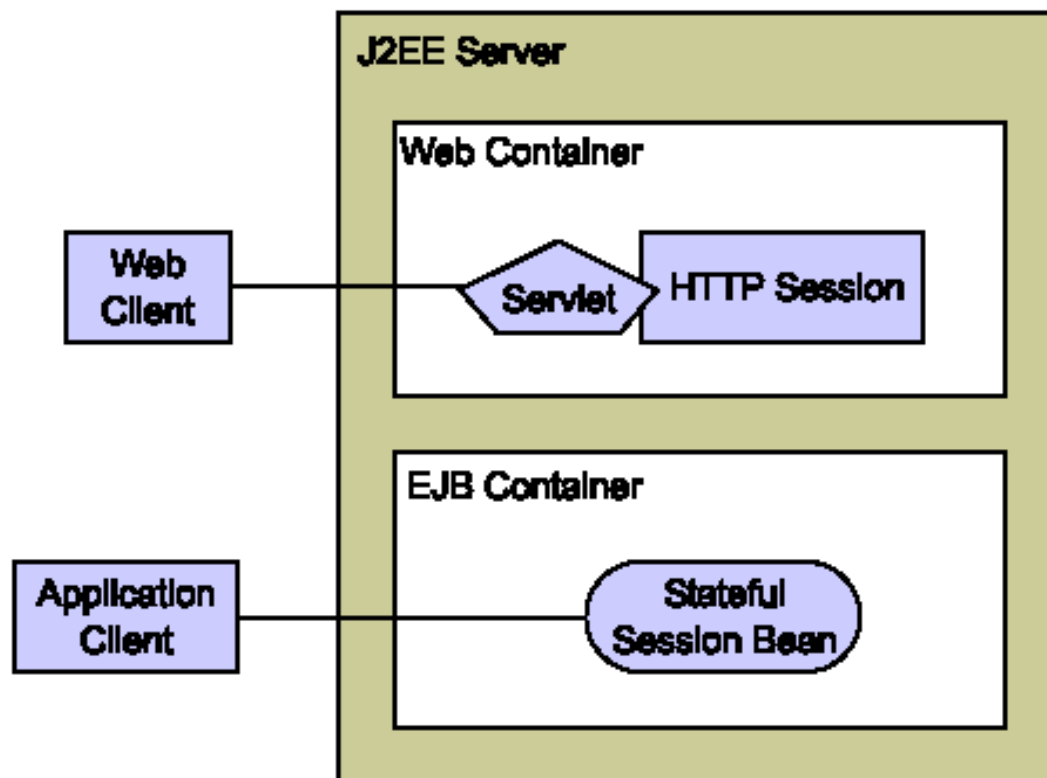 J2EE Server
Web Container
Web
Client
Servlet
HTTP Session
EJB Container
Application
Client
Stateful
Session Bean